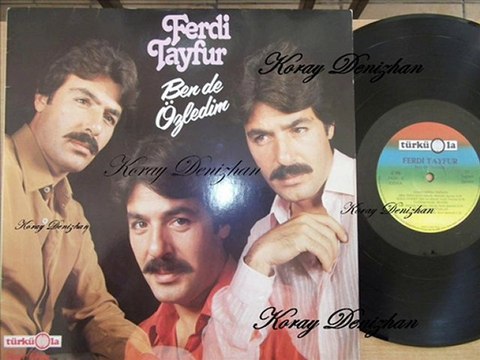 Ferdi
Tayfur
Ben de
Özledim
Koray Denizhan
Koray Denizhan
Koray Denizhan
Koray Denizhan
Koray Denizhan
türküola
türküola
FERDİ TAYFUR